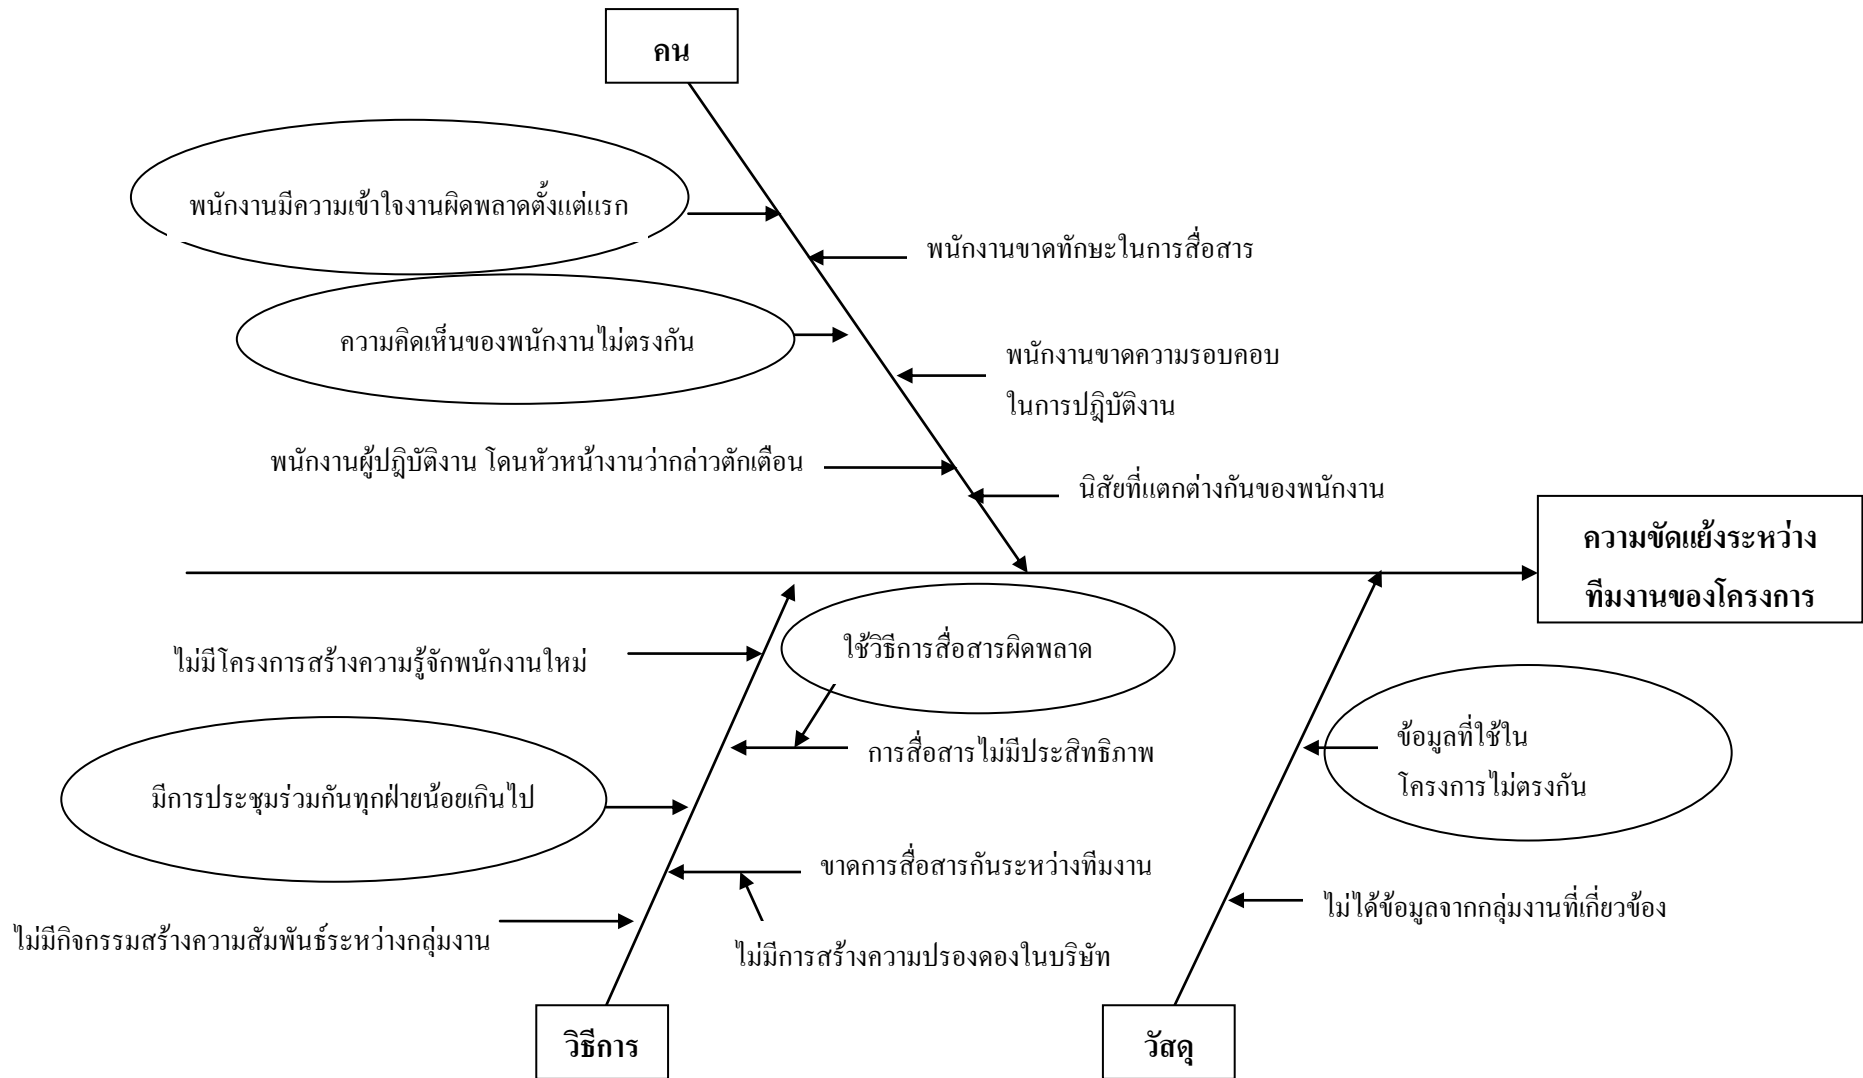 คน
พนักงานมีความเข้าใจงานผิดพลาดตั้งแต่แรก
พนักงานขาดทักษะในการสื่อสาร
ความคิดเห็นของพนักงานไม่ตรงกัน
พนักงานขาดความรอบคอบ
ในการปฎิบัติงาน
พนักงานผู้ปฎิบัติงาน โดนหัวหน้างานว่ากล่าวตักเตือน
นิสัยที่แตกต่างกันของพนักงาน
ความขัดแย้งระหว่าง
ทีมงานของโครงการ
ไม่มีโครงการสร้างความรู้จักพนักงานใหม่
ใช้วิธีการสื่อสารผิดพลาด
การสื่อสารไม่มีประสิทธิภาพ
ข้อมูลที่ใช้ใน
โครงการไม่ตรงกัน
มีการประชุมร่วมกันทุกฝ่ายน้อยเกินไป
ขาดการสื่อสารกันระหว่างทีมงาน
ไม่ได้ข้อมูลจากกลุ่มงานที่เกี่ยวข้อง
ไม่มีกิจกรรมสร้างความสัมพันธ์ระหว่างกลุ่มงาน
ไม่มีการสร้างความปรองดองในบริษัท
วิธีการ
วัสดุ